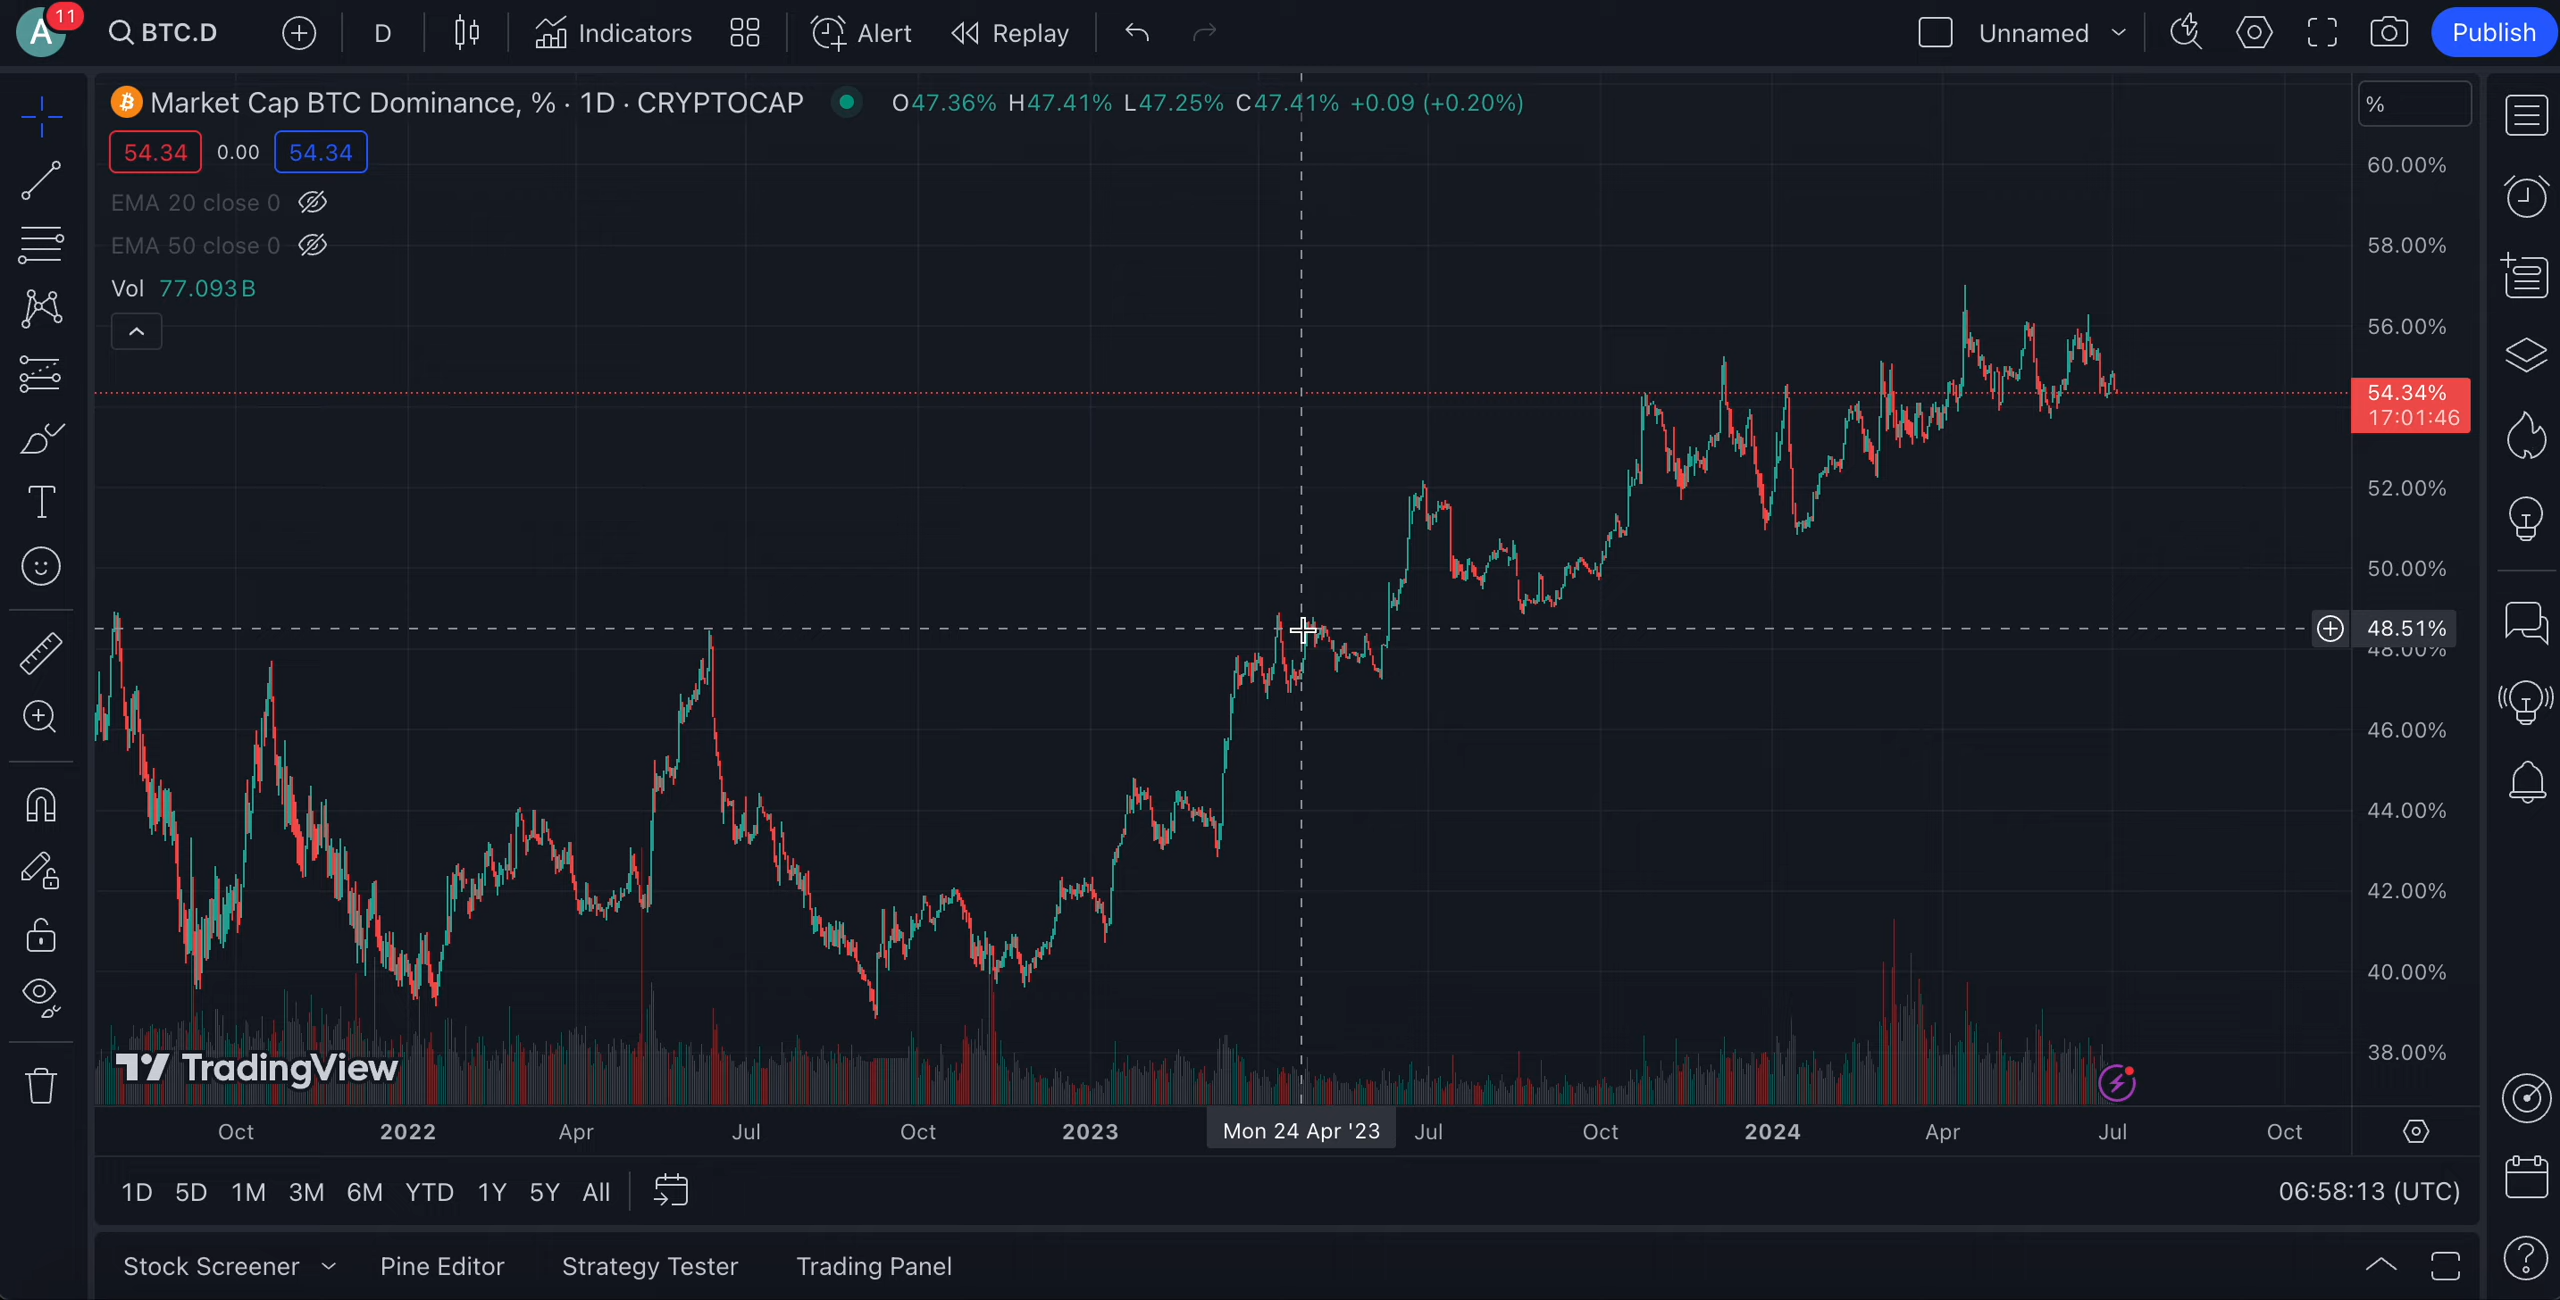 A 11 BTC.D D Indicators Alert Replay Unnamed Publish
Market Cap BTC Dominance, % · 1D · CRYPTOCAP O47.36% H47.41% L47.25% C47.41% +0.09 (+0.20%)
%
54.34 0.00 54.34
EMA 20 close 0
EMA 50 close 0
Vol 77.093B
60.00%
58.00%
56.00%
54.34%
17:01:46
52.00%
50.00%
48.51%
48.00%
46.00%
44.00%
42.00%
40.00%
38.00%
TradingView
Oct 2022 Apr Jul Oct 2023 Mon 24 Apr '23 Jul Oct 2024 Apr Jul Oct
1D 5D 1M 3M 6M YTD 1Y 5Y All 06:58:13 (UTC)
Stock Screener Pine Editor Strategy Tester Trading Panel